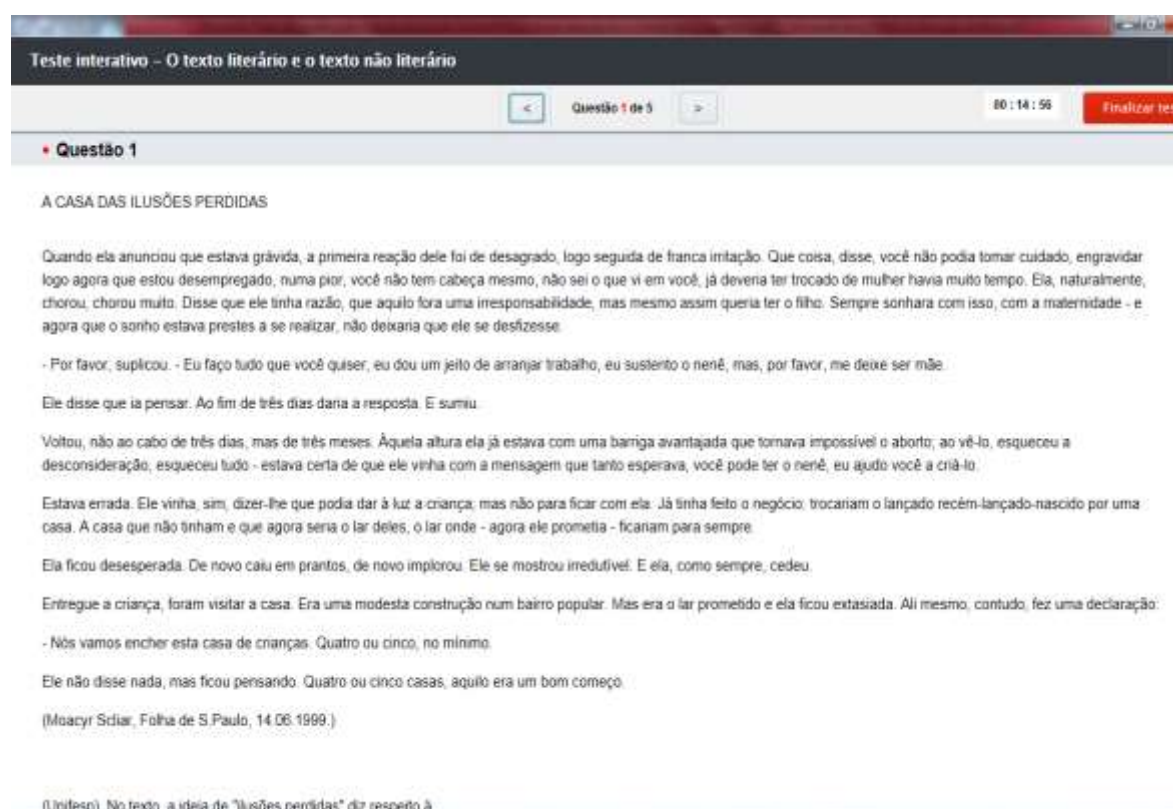 Teste interativo – O texto literário e o texto não literário
< Questão 1 de 5 > 00 : 14 : 56 Finalizar tes
• Questão 1
A CASA DAS ILUSÕES PERDIDAS
Quando ela anunciou que estava grávida, a primeira reação dele foi de desagrado, logo seguida de franca irritação. Que coisa, disse, você não podia tomar cuidado, engravidar
logo agora que estou desempregado, numa pior, você não tem cabeça mesmo, não sei o que vi em você, já deveria ter trocado de mulher havia muito tempo. Ela, naturalmente,
chorou, chorou muito. Disse que ele tinha razão, que aquilo fora uma irresponsabilidade, mas mesmo assim queria ter o filho. Sempre sonhara com isso, com a maternidade - e
agora que o sonho estava prestes a se realizar, não deixaria que ele se desfizesse.
- Por favor, suplicou. - Eu faço tudo que você quiser, eu dou um jeito de arranjar trabalho, eu sustento o nenê, mas, por favor, me deixe ser mãe.
Ele disse que ia pensar. Ao fim de três dias daria a resposta. E sumiu.
Voltou, não ao cabo de três dias, mas de três meses. Àquela altura ela já estava com uma barriga avantajada que tornava impossível o aborto; ao vê-lo, esqueceu a
desconsideração, esqueceu tudo - estava certa de que ele vinha com a mensagem que tanto esperava, você pode ter o nenê, eu ajudo você a criá-lo.
Estava errada. Ele vinha, sim, dizer-lhe que podia dar à luz a criança; mas não para ficar com ela. Já tinha feito o negócio: trocariam o lançado recém-lançado-nascido por uma
casa. A casa que não tinham e que agora seria o lar deles, o lar onde - agora ele prometia - ficariam para sempre.
Ela ficou desesperada. De novo caiu em prantos, de novo implorou. Ele se mostrou irredutível. E ela, como sempre, cedeu.
Entregue a criança, foram visitar a casa. Era uma modesta construção num bairro popular. Mas era o lar prometido e ela ficou extasiada. Ali mesmo, contudo, fez uma declaração:
- Nós vamos encher esta casa de crianças. Quatro ou cinco, no mínimo.
Ele não disse nada, mas ficou pensando. Quatro ou cinco casas, aquilo era um bom começo.
(Moacyr Scliar, Folha de S.Paulo, 14.06.1999.)
(Unifesp). No texto, a ideia de "ilusões perdidas" diz respeito à